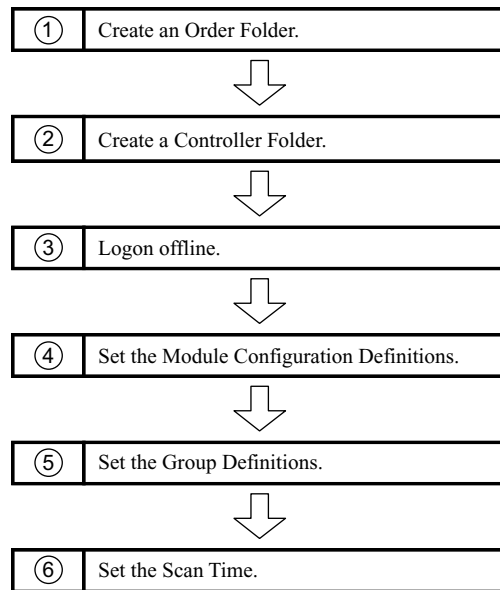 ① Create an Order Folder.
② Create a Controller Folder.
③ Logon offline.
④ Set the Module Configuration Definitions.
⑤ Set the Group Definitions.
⑥ Set the Scan Time.